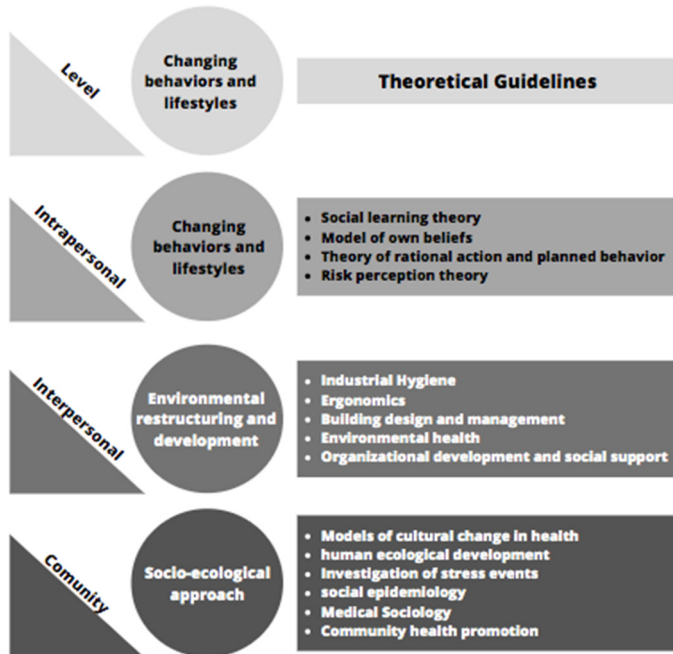 Level
Changing
behaviors and
lifestyles
Theoretical Guidelines
Intrapersonal
Changing
behaviors and
lifestyles
• Social learning theory
• Model of own beliefs
• Theory of rational action and planned behavior
• Risk perception theory
Interpersonal
Environmental
restructuring and
development
• Industrial Hygiene
• Ergonomics
• Building design and management
• Environmental health
• Organizational development and social support
Comunity
Socio-ecological
approach
• Models of cultural change in health
• human ecological development
• Investigation of stress events
• social epidemiology
• Medical Sociology
• Community health promotion